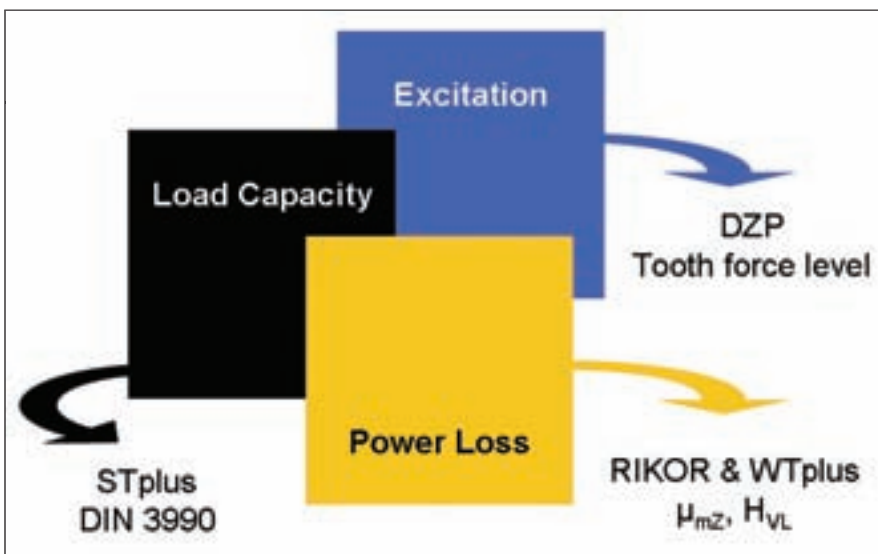 Excitation
Load Capacity
DZP
Tooth force level
Power Loss
STplus
DIN 3990
RIKOR & WTplus
μmZ, HVL